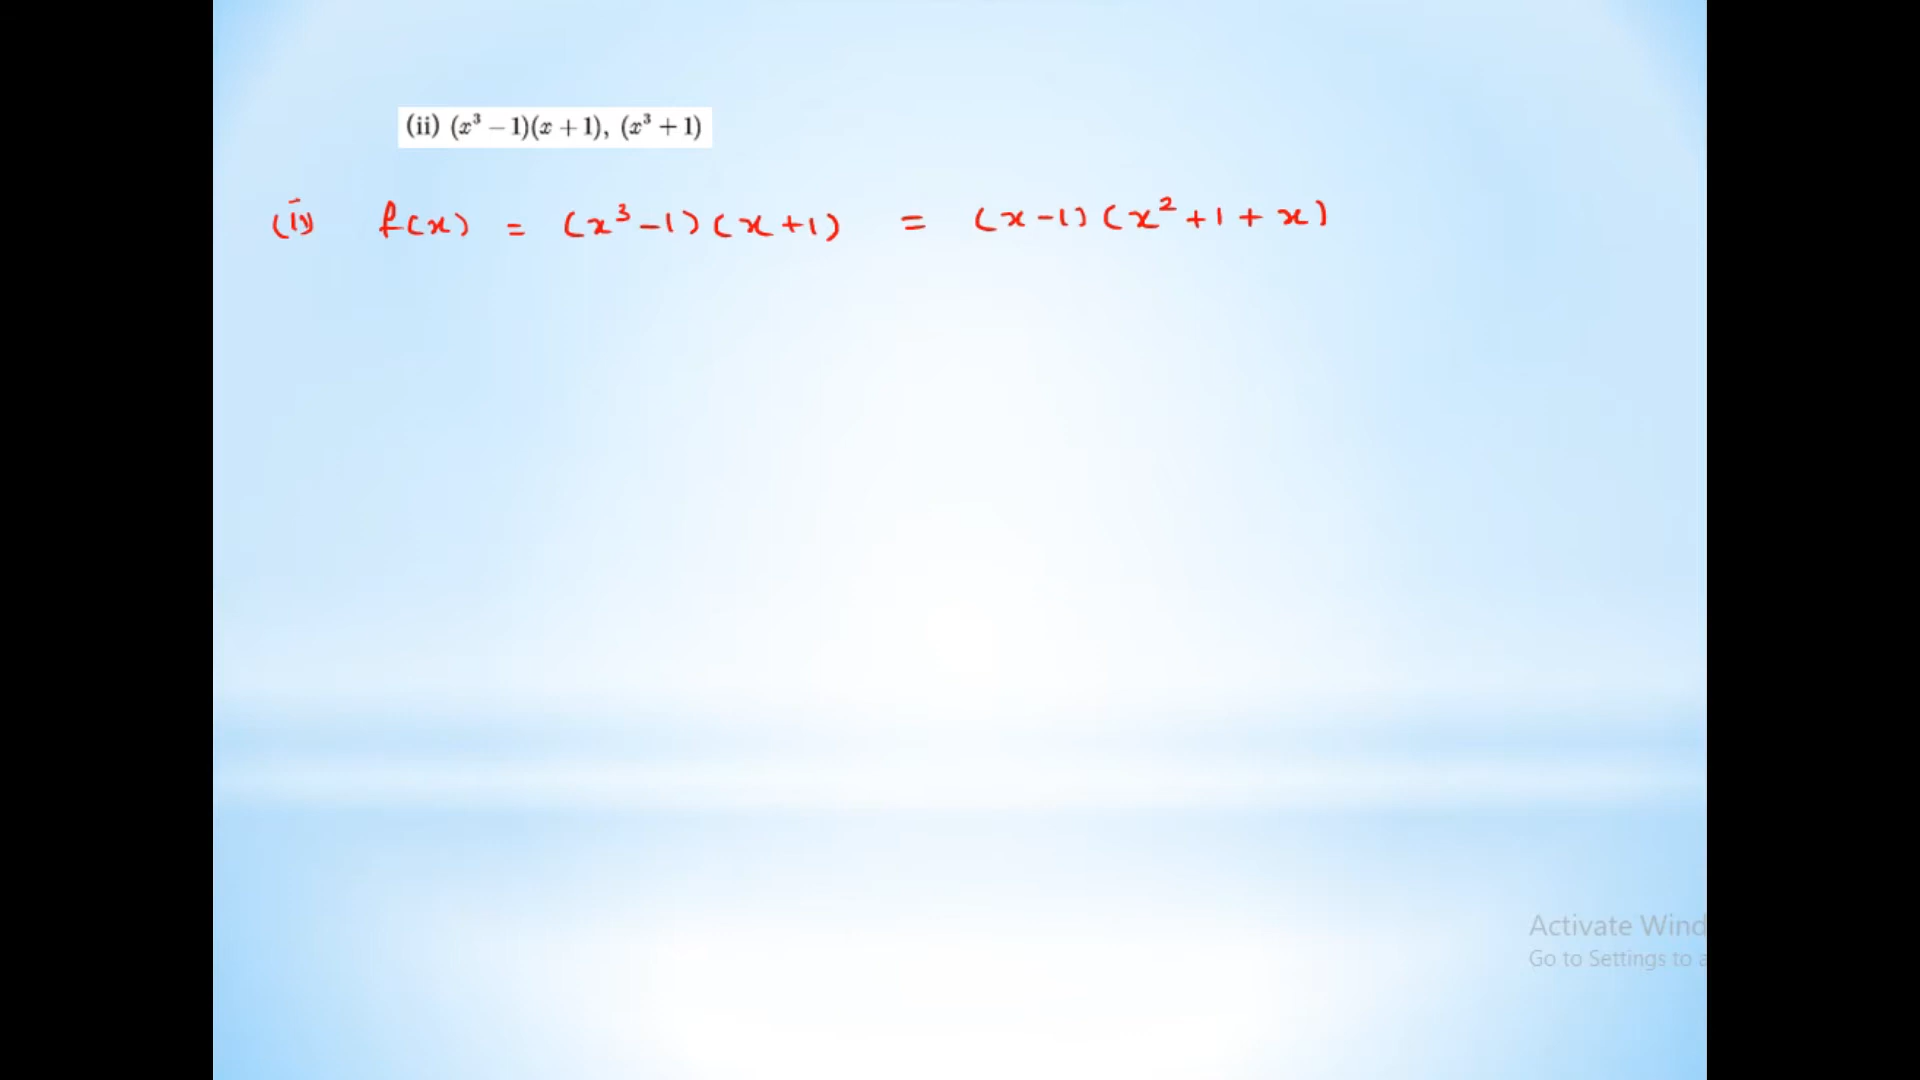 (ii) (x³ – 1)(x + 1), (x³ + 1)
(ii) f(x) = (x³ – 1)(x + 1) = (x – 1)(x² + 1 + x)
Activate Wind
Go to Settings to a